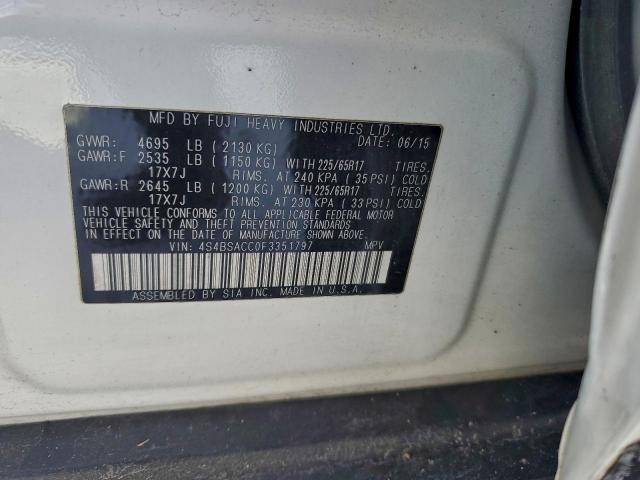 MFD BY FUJI HEAVY INDUSTRIES LTD.
GVWR: 4695 LB ( 2130 KG) DATE: 06/15
GAWR:F 2535 LB ( 1150 KG) WITH 225/65R17 TIRES.
17X7J RIMS. AT 240 KPA ( 35 PSI) COLD
GAWR:R 2645 LB ( 1200 KG) WITH 225/65R17 TIRES.
17X7J RIMS. AT 230 KPA ( 33 PSI) COLD
THIS VEHICLE CONFORMS TO ALL APPLICABLE FEDERAL MOTOR
VEHICLE SAFETY, BUMPER, AND THEFT PREVENTION STANDARDS
IN EFFECT ON THE DATE OF MANUFACTURE SHOWN ABOVE.
VIN: 4S4BSACC0F3351797 MPV
ASSEMBLED BY SIA INC. MADE IN U.S.A.